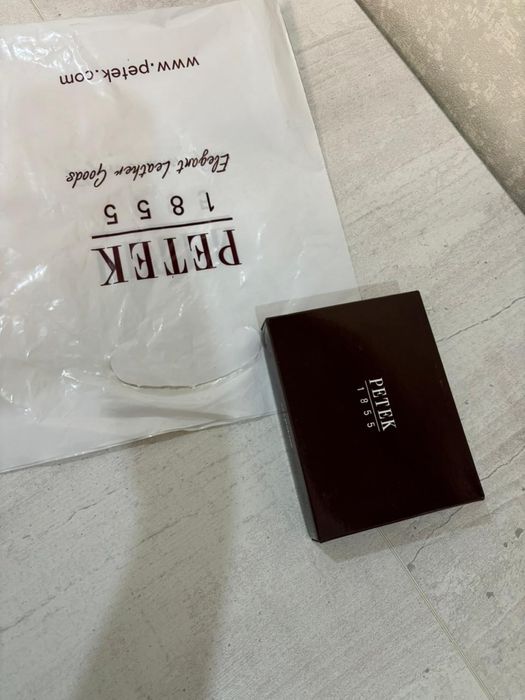 PETEK
1855
Elegant Leather Goods
www.petek.com
PETEK
1855